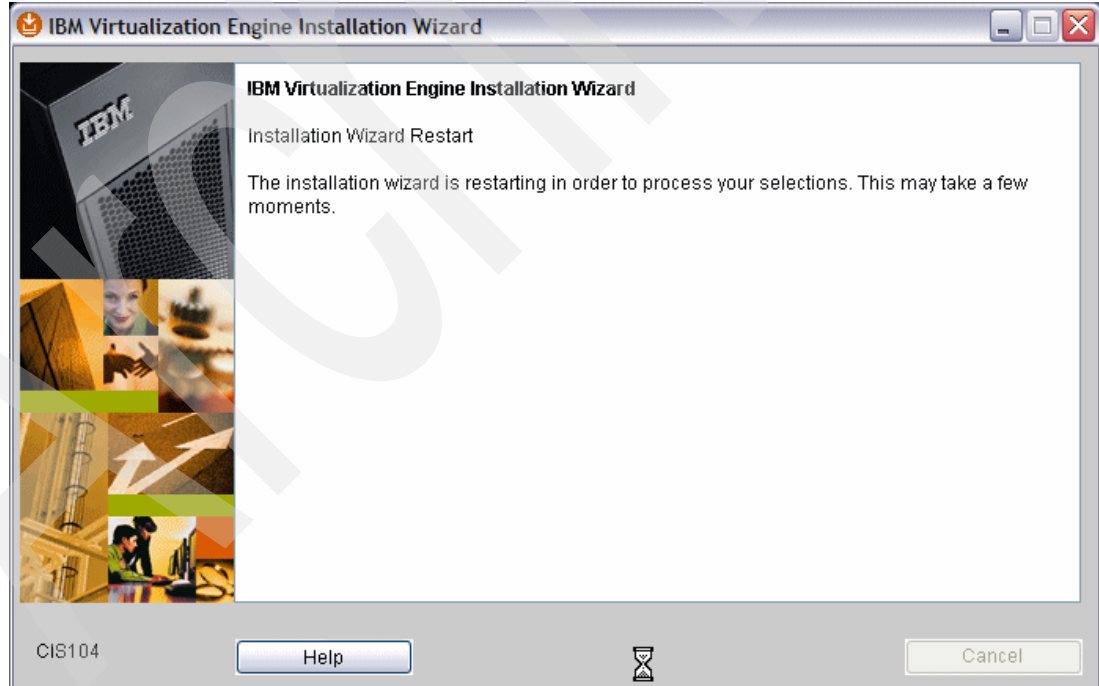 IBM Virtualization Engine Installation Wizard
IBM
IBM Virtualization Engine Installation Wizard
Installation Wizard Restart
The installation wizard is restarting in order to process your selections. This may take a few
moments.
CIS104
Help
Cancel